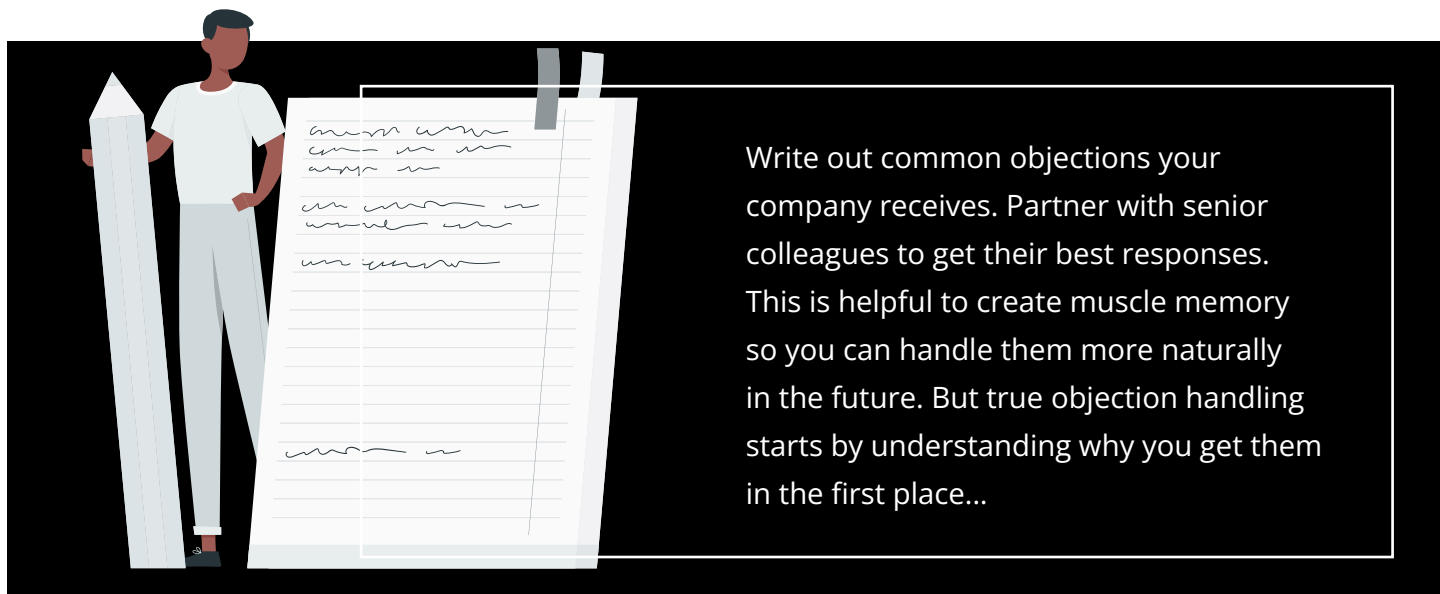 Write out common objections your
company receives. Partner with senior
colleagues to get their best responses.
This is helpful to create muscle memory
so you can handle them more naturally
in the future. But true objection handling
starts by understanding why you get them
in the first place...